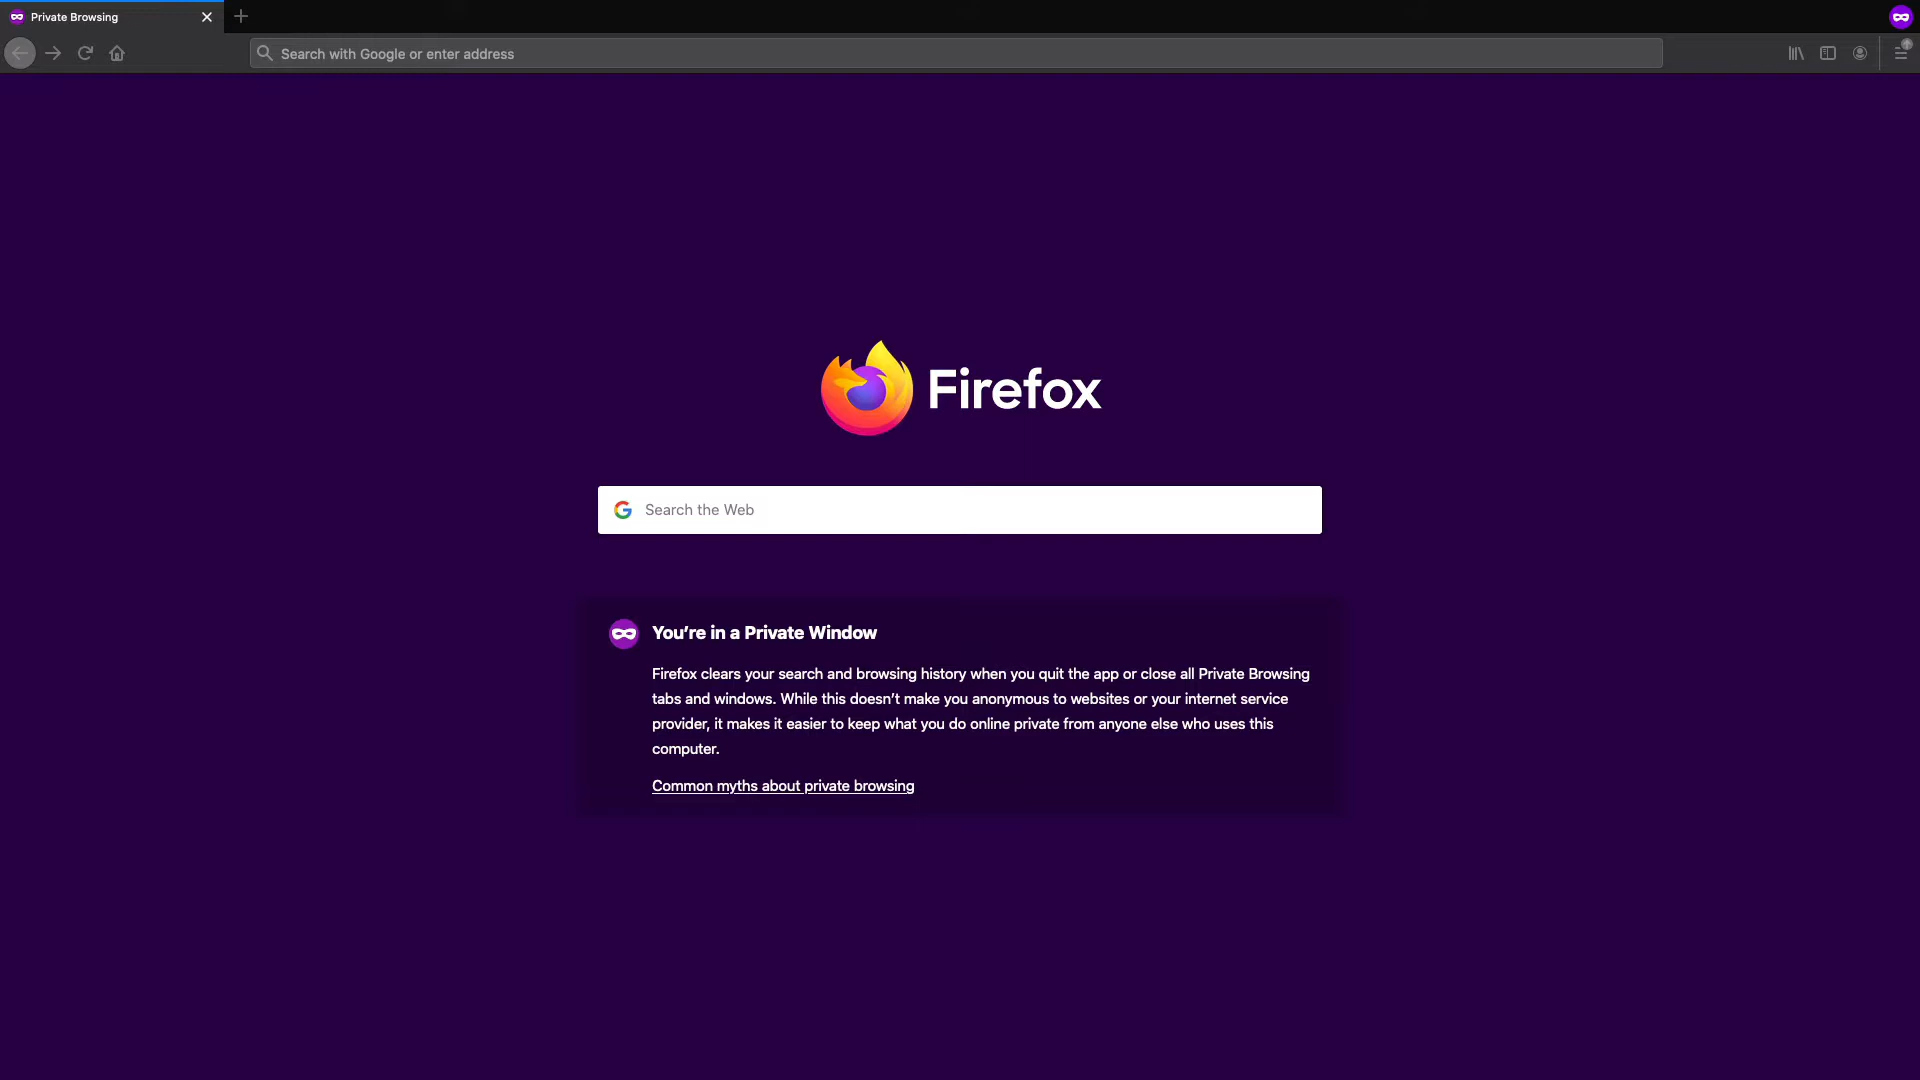 Private Browsing
Search with Google or enter address
Firefox
Search the Web
You’re in a Private Window
Firefox clears your search and browsing history when you quit the app or close all Private Browsing
tabs and windows. While this doesn’t make you anonymous to websites or your internet service
provider, it makes it easier to keep what you do online private from anyone else who uses this
computer.
Common myths about private browsing